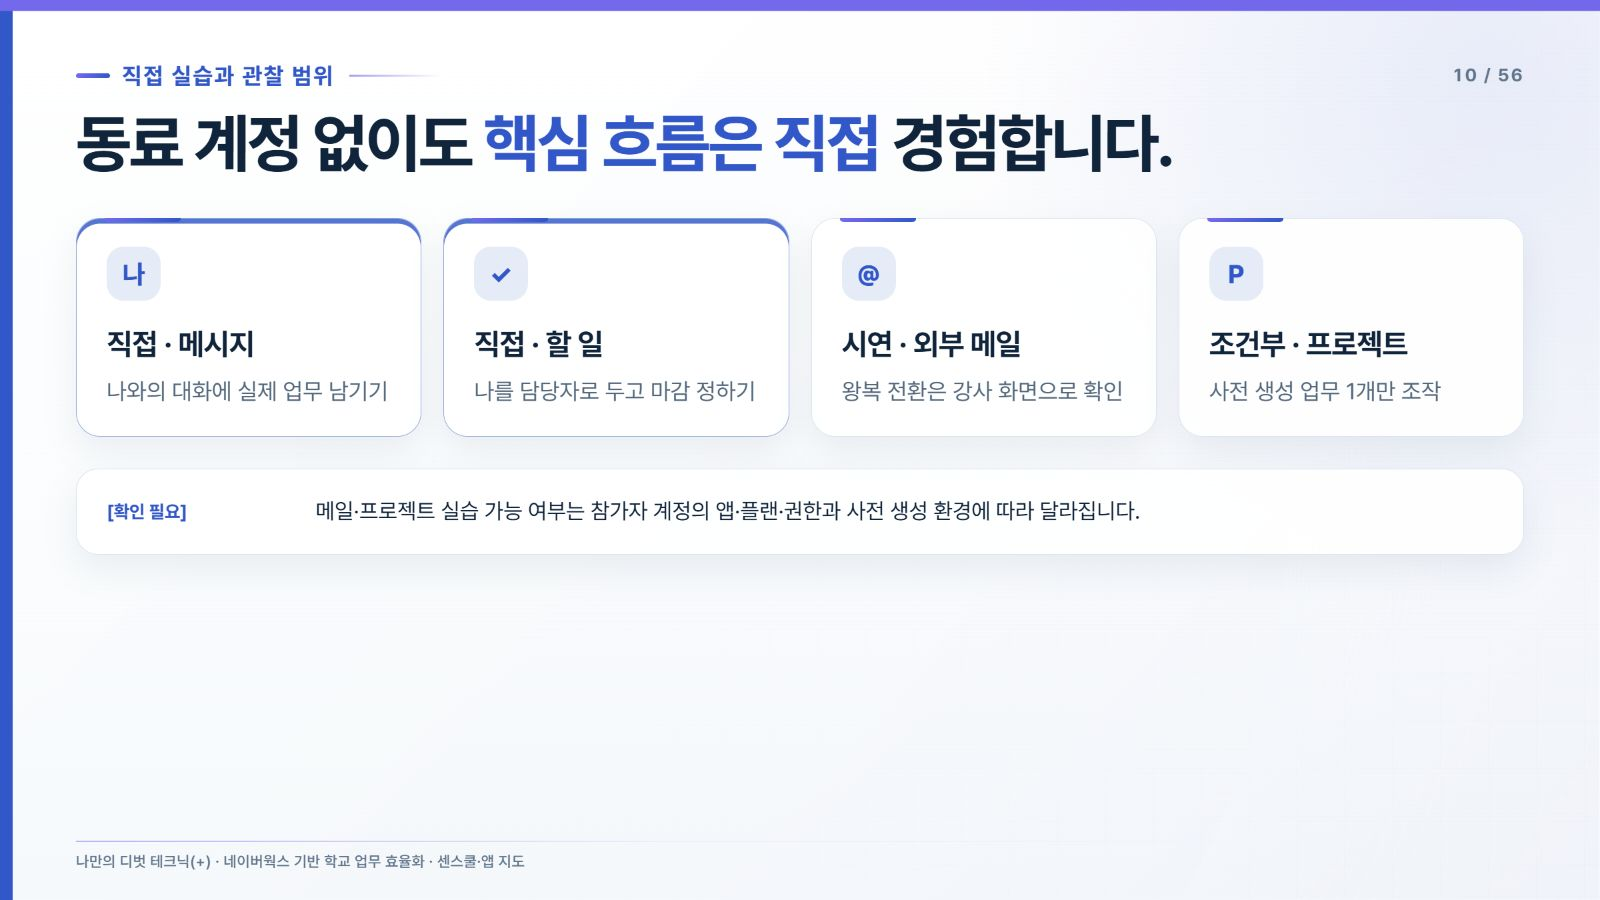 직접 실습과 관찰 범위
10 / 56
동료 계정 없이도 핵심 흐름은 직접 경험합니다.
나
직접 · 메시지
나와의 대화에 실제 업무 남기기
✓
직접 · 할 일
나를 담당자로 두고 마감 정하기
@
시연 · 외부 메일
왕복 전환은 강사 화면으로 확인
P
조건부 · 프로젝트
사전 생성 업무 1개만 조작
[확인 필요]
메일·프로젝트 실습 가능 여부는 참가자 계정의 앱·플랜·권한과 사전 생성 환경에 따라 달라집니다.
나만의 디벗 테크닉(+) · 네이버웍스 기반 학교 업무 효율화 · 센스쿨·앱 지도